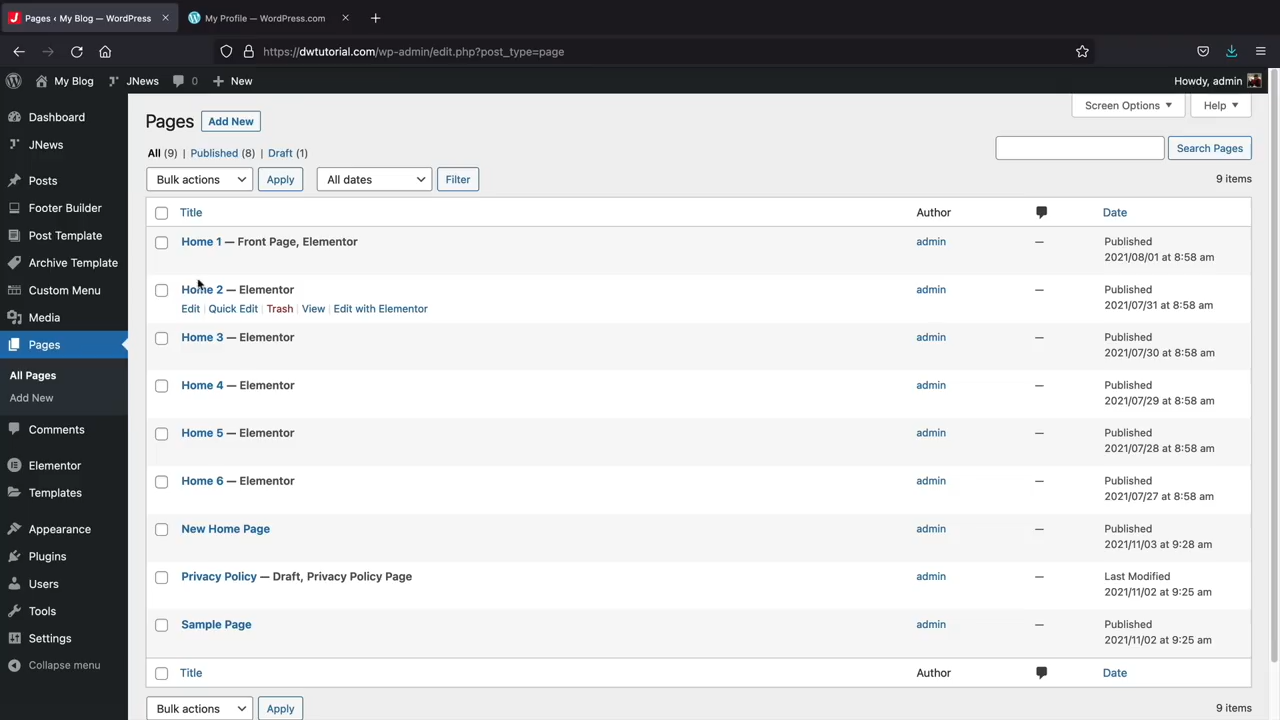 Pages ‹ My Blog — WordPress
My Profile — WordPress.com
https://dwtutorial.com/wp-admin/edit.php?post_type=page
My Blog JNews 0 New Howdy, admin
Dashboard
JNews
Posts
Footer Builder
Post Template
Archive Template
Custom Menu
Media
Pages
All Pages
Add New
Comments
Elementor
Templates
Appearance
Plugins
Users
Tools
Settings
Collapse menu
Screen Options Help
Pages Add New
All (9) | Published (8) | Draft (1)
Search Pages
Bulk actions Apply All dates Filter 9 items
Title Author Date
Home 1 — Front Page, Elementor admin — Published
2021/08/01 at 8:58 am
Home 2 — Elementor admin — Published
Edit | Quick Edit | Trash | View | Edit with Elementor 2021/07/31 at 8:58 am
Home 3 — Elementor admin — Published
2021/07/30 at 8:58 am
Home 4 — Elementor admin — Published
2021/07/29 at 8:58 am
Home 5 — Elementor admin — Published
2021/07/28 at 8:58 am
Home 6 — Elementor admin — Published
2021/07/27 at 8:58 am
New Home Page admin — Published
2021/11/03 at 9:28 am
Privacy Policy — Draft, Privacy Policy Page admin — Last Modified
2021/11/02 at 9:25 am
Sample Page admin — Published
2021/11/02 at 9:25 am
Title Author Date
Bulk actions Apply 9 items